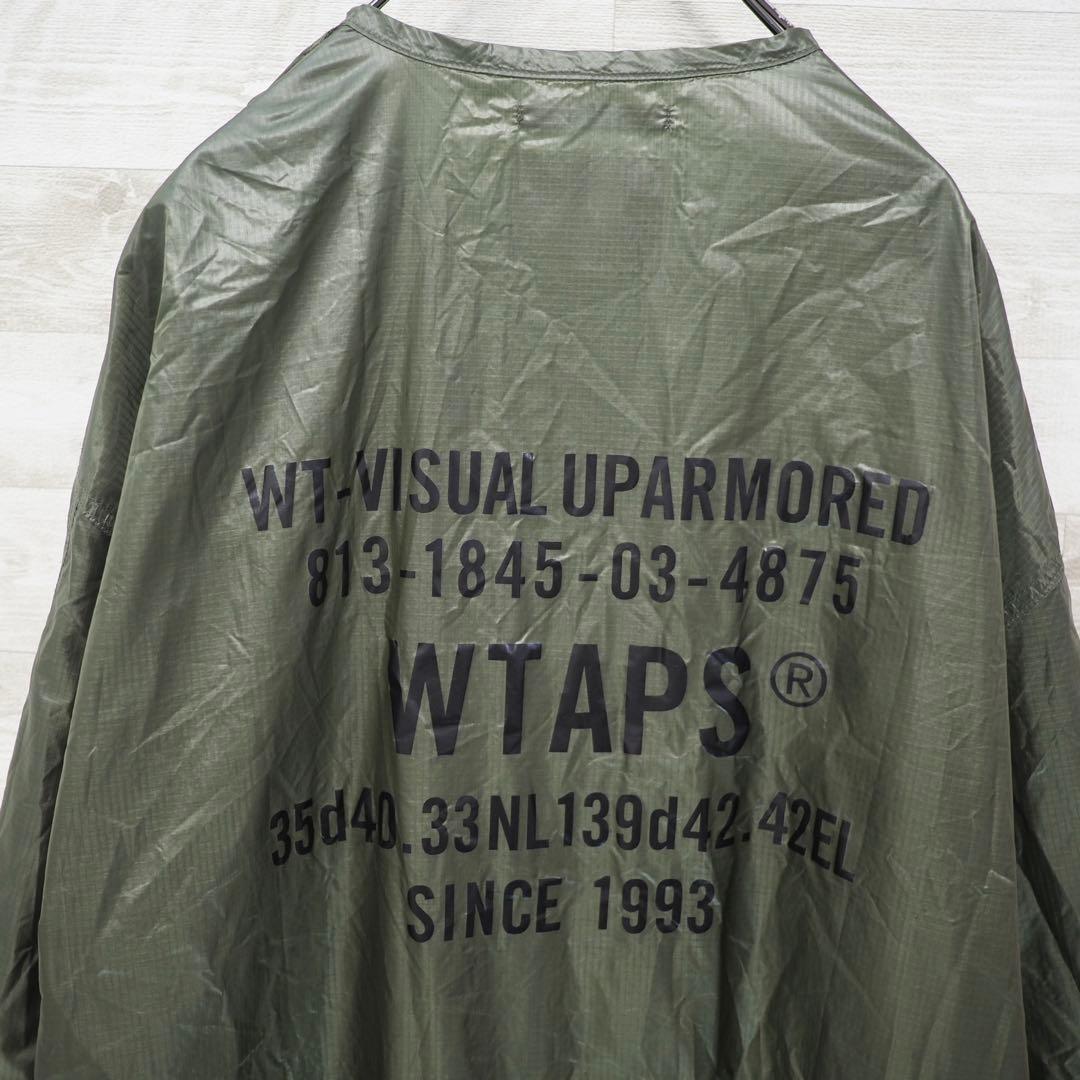 WT-VISUAL UPARMORED
813-1845-03-4875
WTAPS®
35d40.33NL139d42.42EL
SINCE 1993